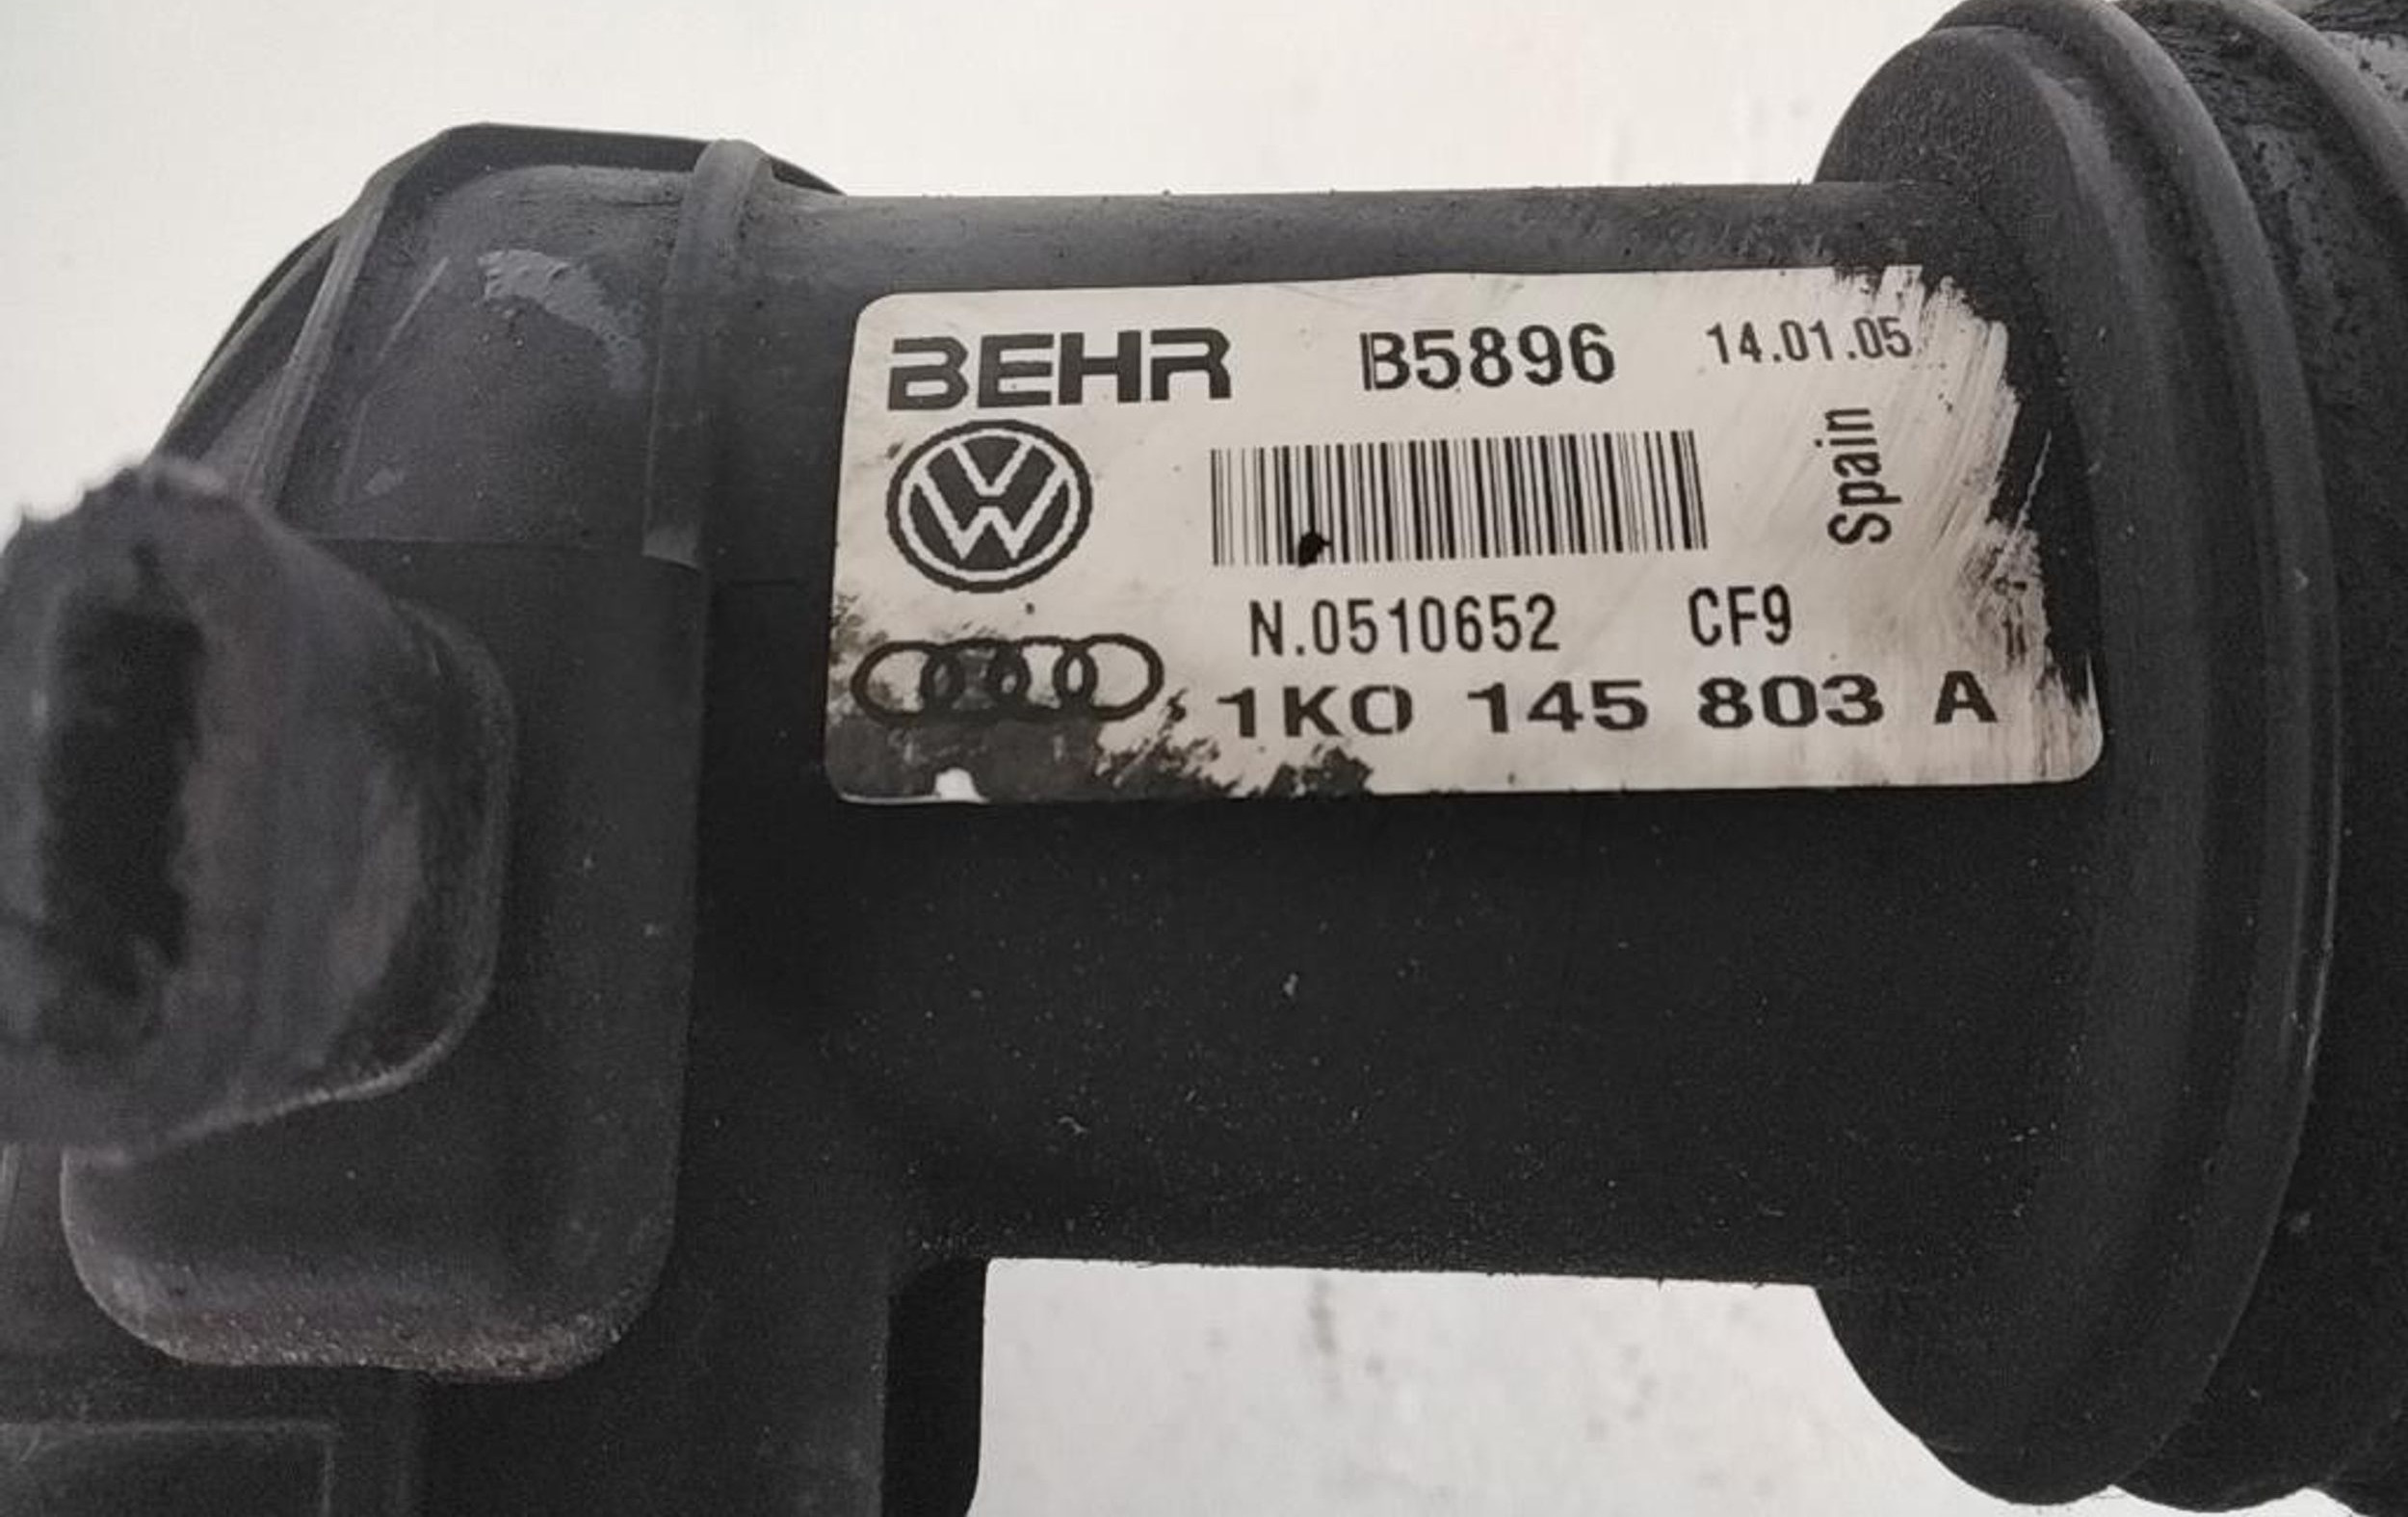 BEHR B5896 14.01.05
Spain
N.0510652 CF9
1K0 145 803 A